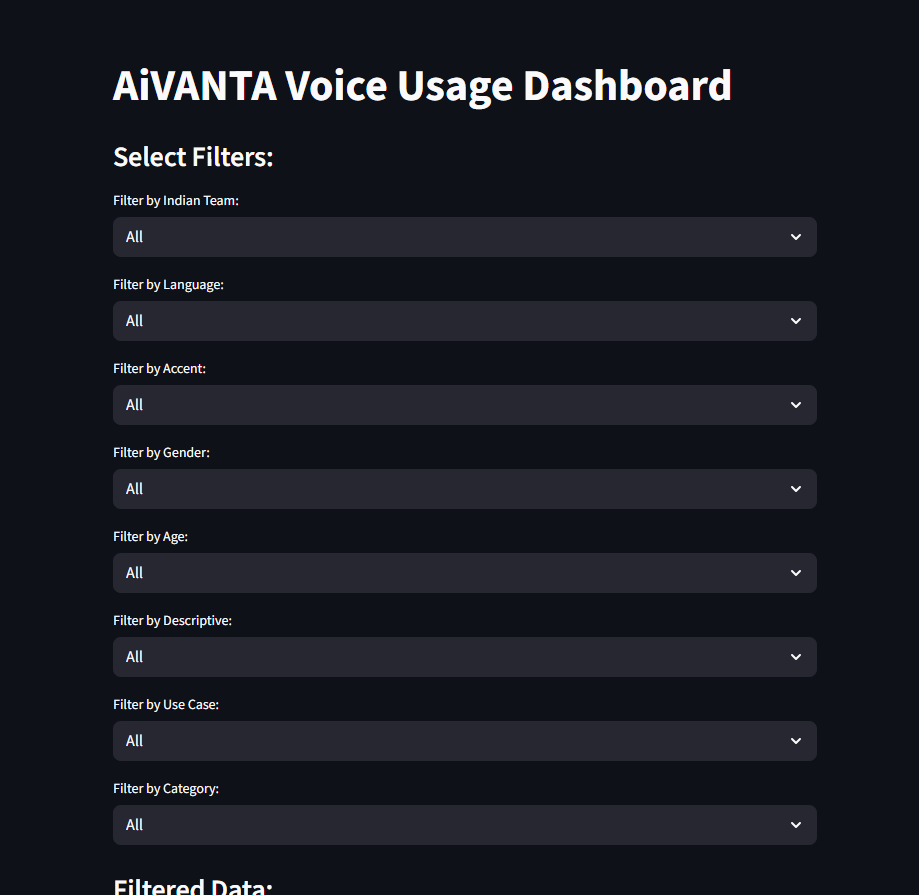 AiVANTA Voice Usage Dashboard
Select Filters:
Filter by Indian Team:
All
Filter by Language:
All
Filter by Accent:
All
Filter by Gender:
All
Filter by Age:
All
Filter by Descriptive:
All
Filter by Use Case:
All
Filter by Category:
All
Filtered Data: